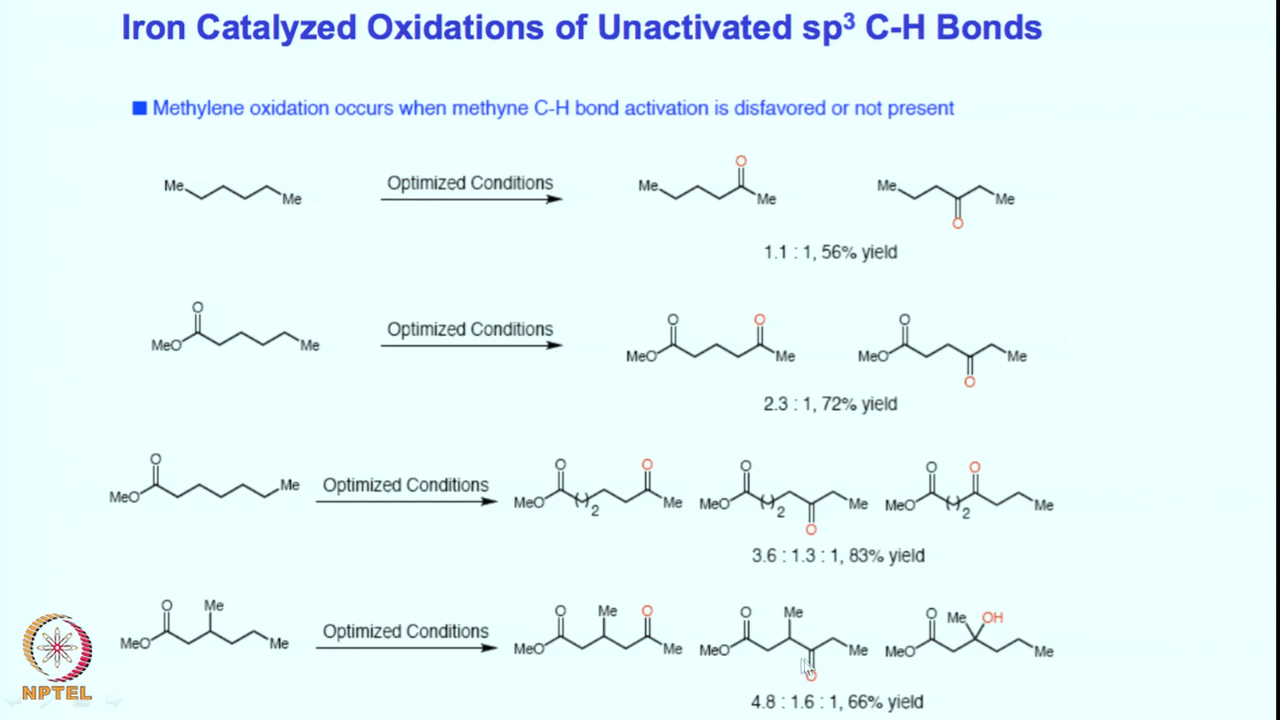 Iron Catalyzed Oxidations of Unactivated sp³ C-H Bonds
Methylene oxidation occurs when methyne C-H bond activation is disfavored or not present
Me Me Optimized Conditions Me O Me Me O Me
1.1 : 1, 56% yield
O MeO Me Optimized Conditions O MeO O Me O MeO O Me
2.3 : 1, 72% yield
O MeO Me Optimized Conditions O MeO ( )2 O Me O MeO ( )2 O Me O MeO ( )2 O Me
3.6 : 1.3 : 1, 83% yield
O Me MeO Me Optimized Conditions O Me O MeO Me O Me MeO O Me O Me OH MeO Me
4.8 : 1.6 : 1, 66% yield
NPTEL